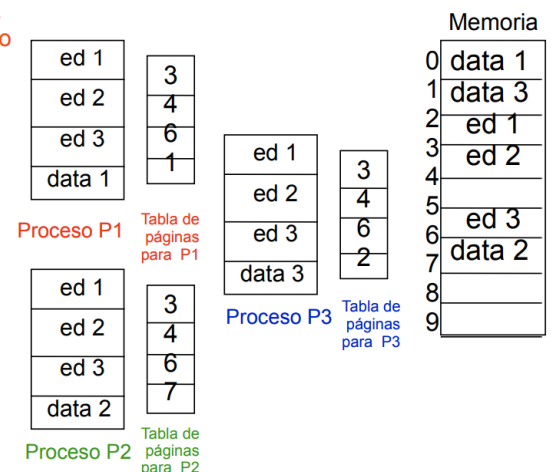 o
ed 1
ed 2
ed 3
data 1
3
4
6
1
Proceso P1
Tabla de
páginas
para P1
ed 1
ed 2
ed 3
data 2
3
4
6
7
Proceso P2
Tabla de
páginas
para P2
ed 1
ed 2
ed 3
data 3
3
4
6
2
Proceso P3
Tabla de
páginas
para P3
Memoria
0
data 1
1
data 3
2
ed 1
3
ed 2
4
5
ed 3
6
data 2
7
8
9